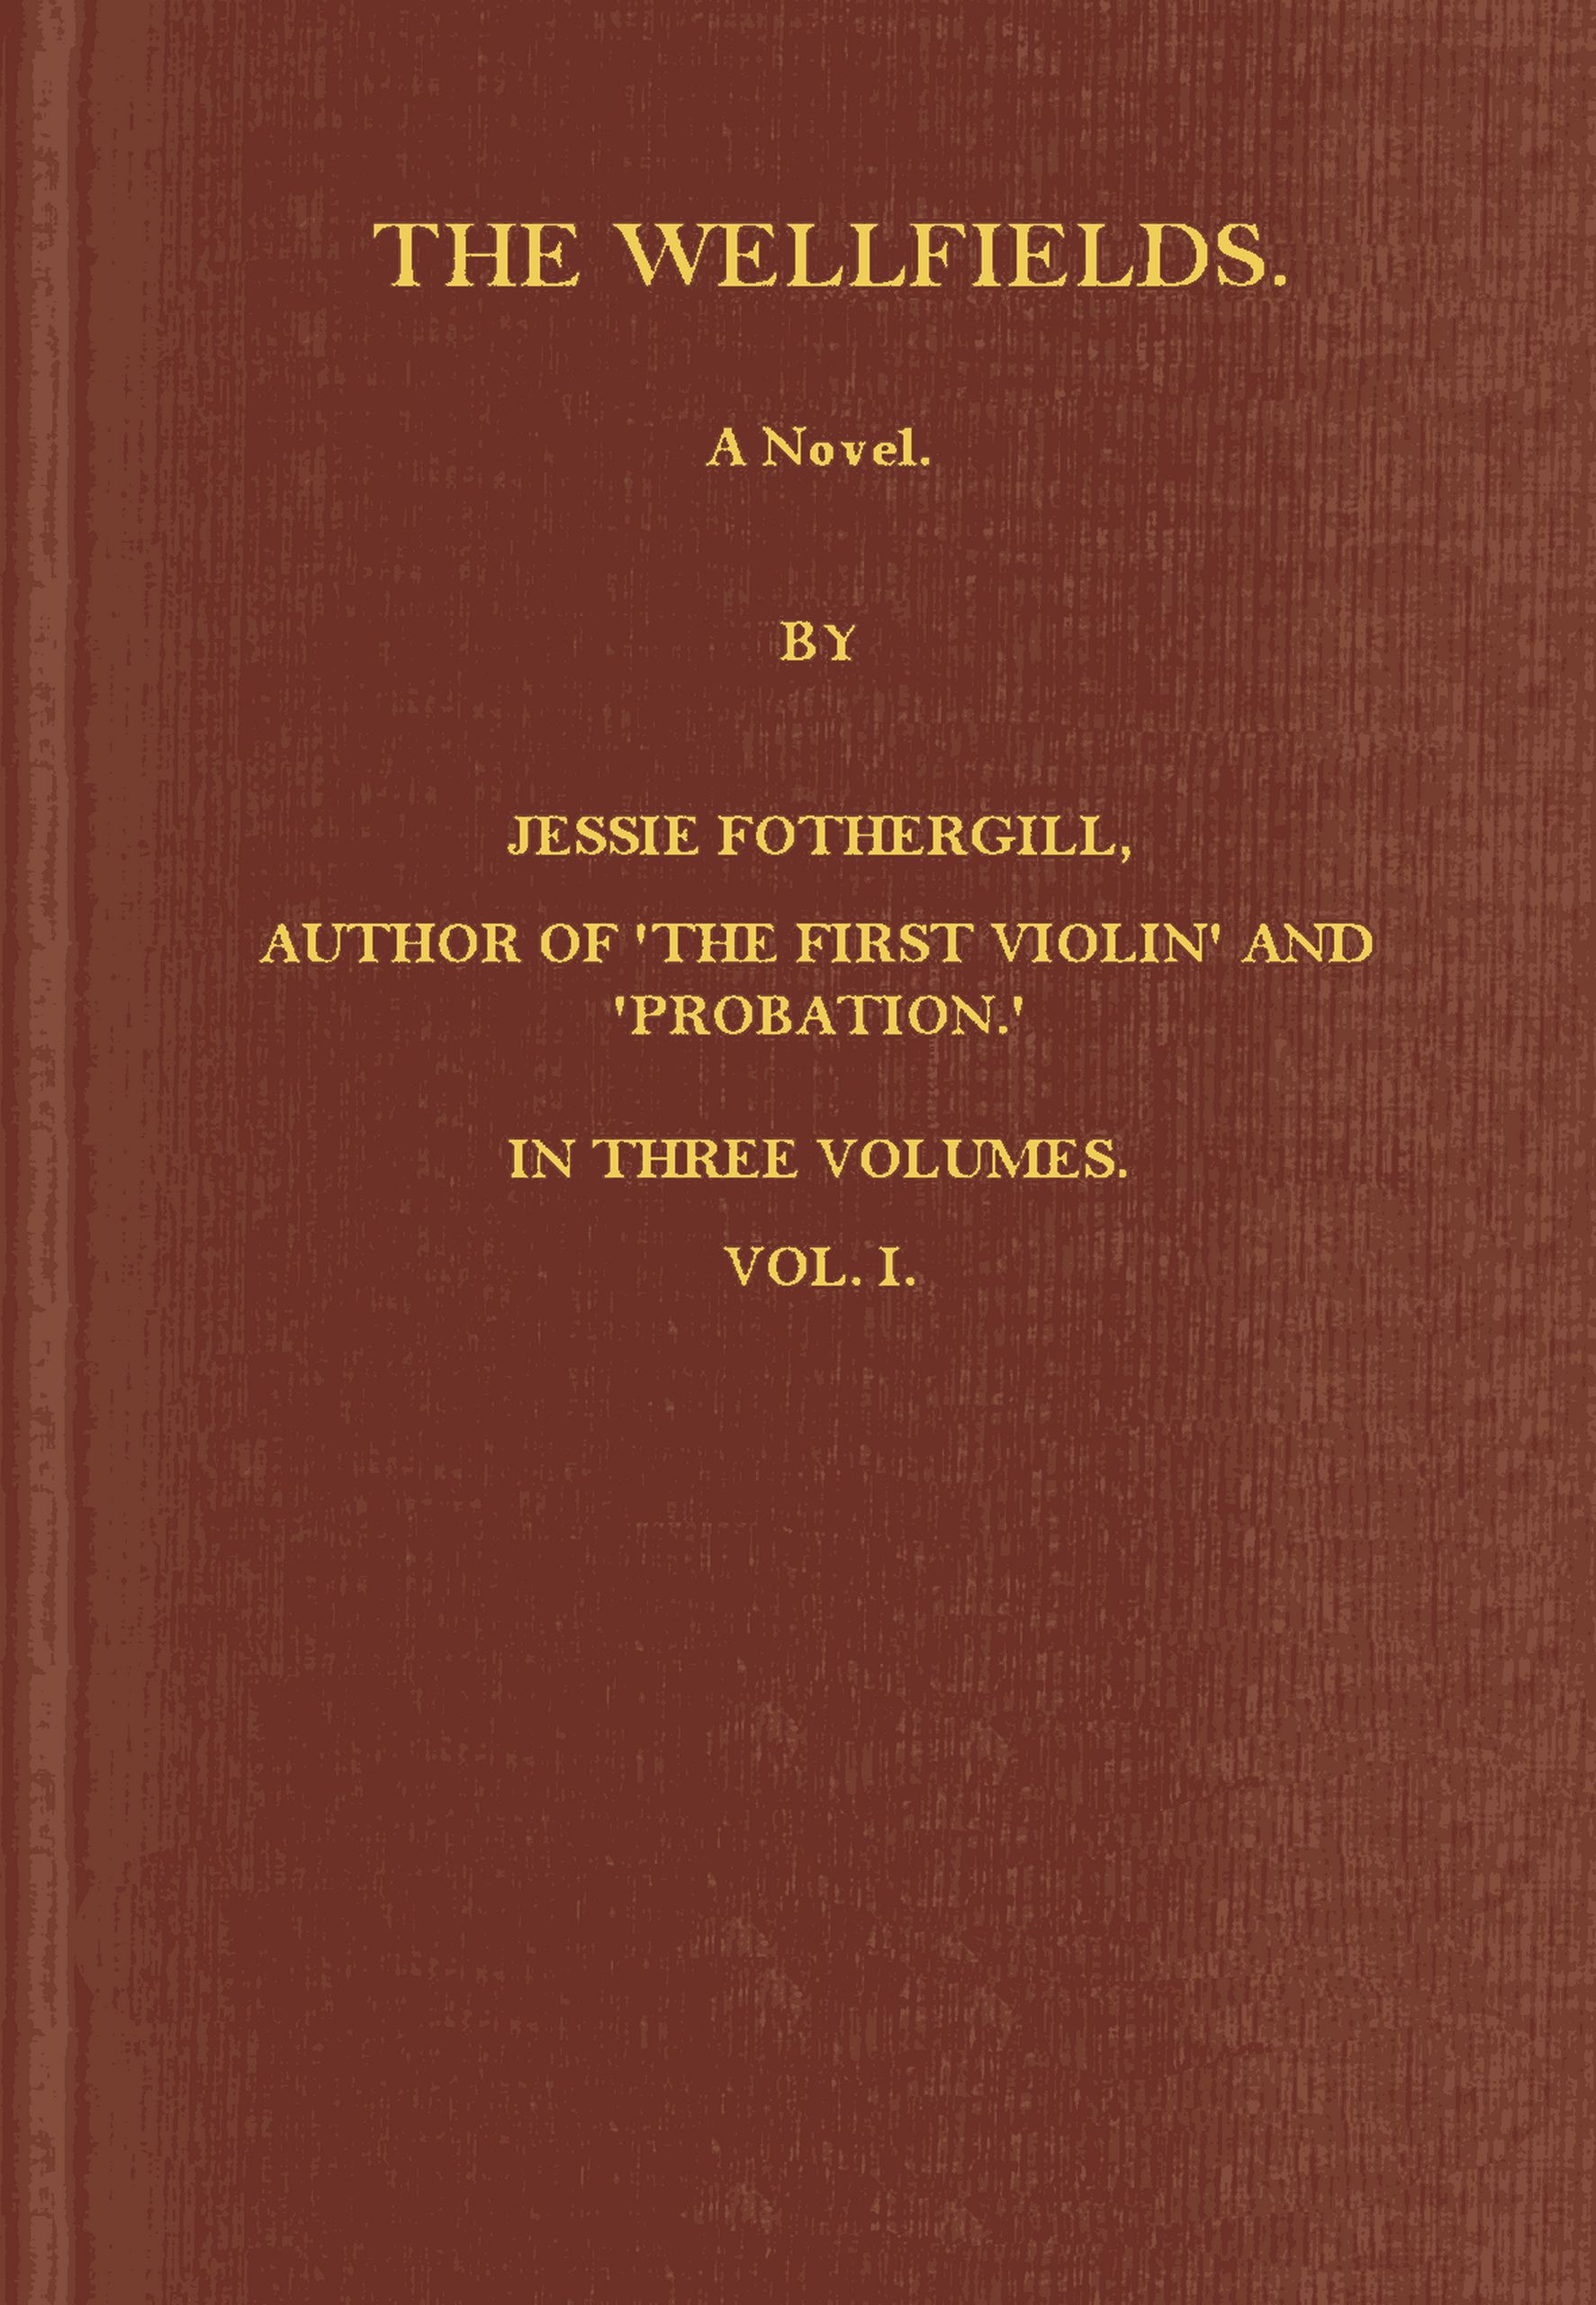 THE WELLFIELDS.
A Novel.
BY
JESSIE FOTHERGILL,
AUTHOR OF 'THE FIRST VIOLIN' AND
'PROBATION.'
IN THREE VOLUMES.
VOL. I.